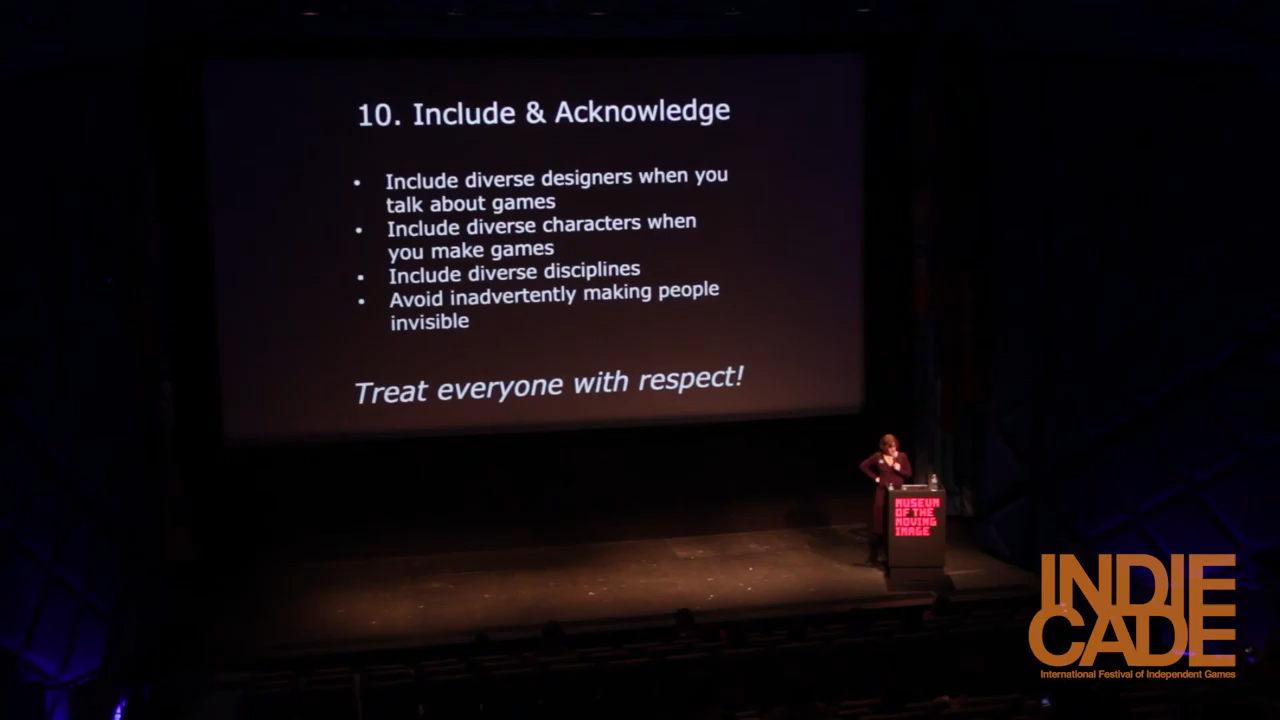 10. Include & Acknowledge
• Include diverse designers when you
talk about games
• Include diverse characters when
you make games
• Include diverse disciplines
• Avoid inadvertently making people
invisible
Treat everyone with respect!
MUSEUM
OF THE
MOVING
IMAGE
INDIE
CADE
International Festival of Independent Games